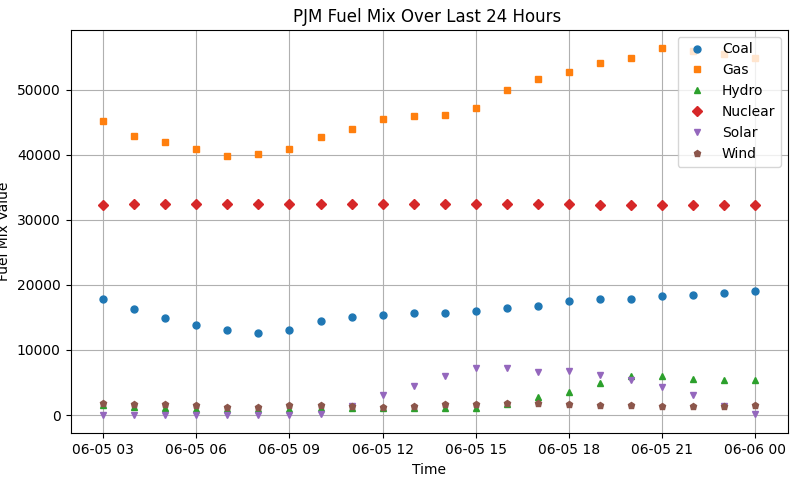 PJM Fuel Mix Over Last 24 Hours
Coal
Gas
Hydro
Nuclear
Solar
Wind
50000
40000
30000
20000
10000
0
Fuel Mix Value
06-05 03 06-05 06 06-05 09 06-05 12 06-05 15 06-05 18 06-05 21 06-06 00
Time